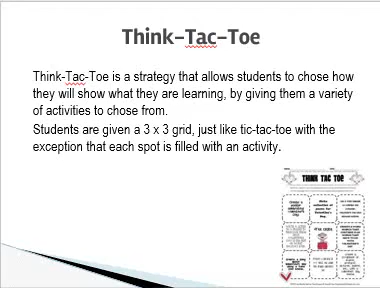 Think-Tac-Toe
Think-Tac-Toe is a strategy that allows students to chose how
they will show what they are learning, by giving them a variety
of activities to chose from.
Students are given a 3 x 3 grid, just like tic-tac-toe with the
exception that each spot is filled with an activity.
THINK TAC TOE